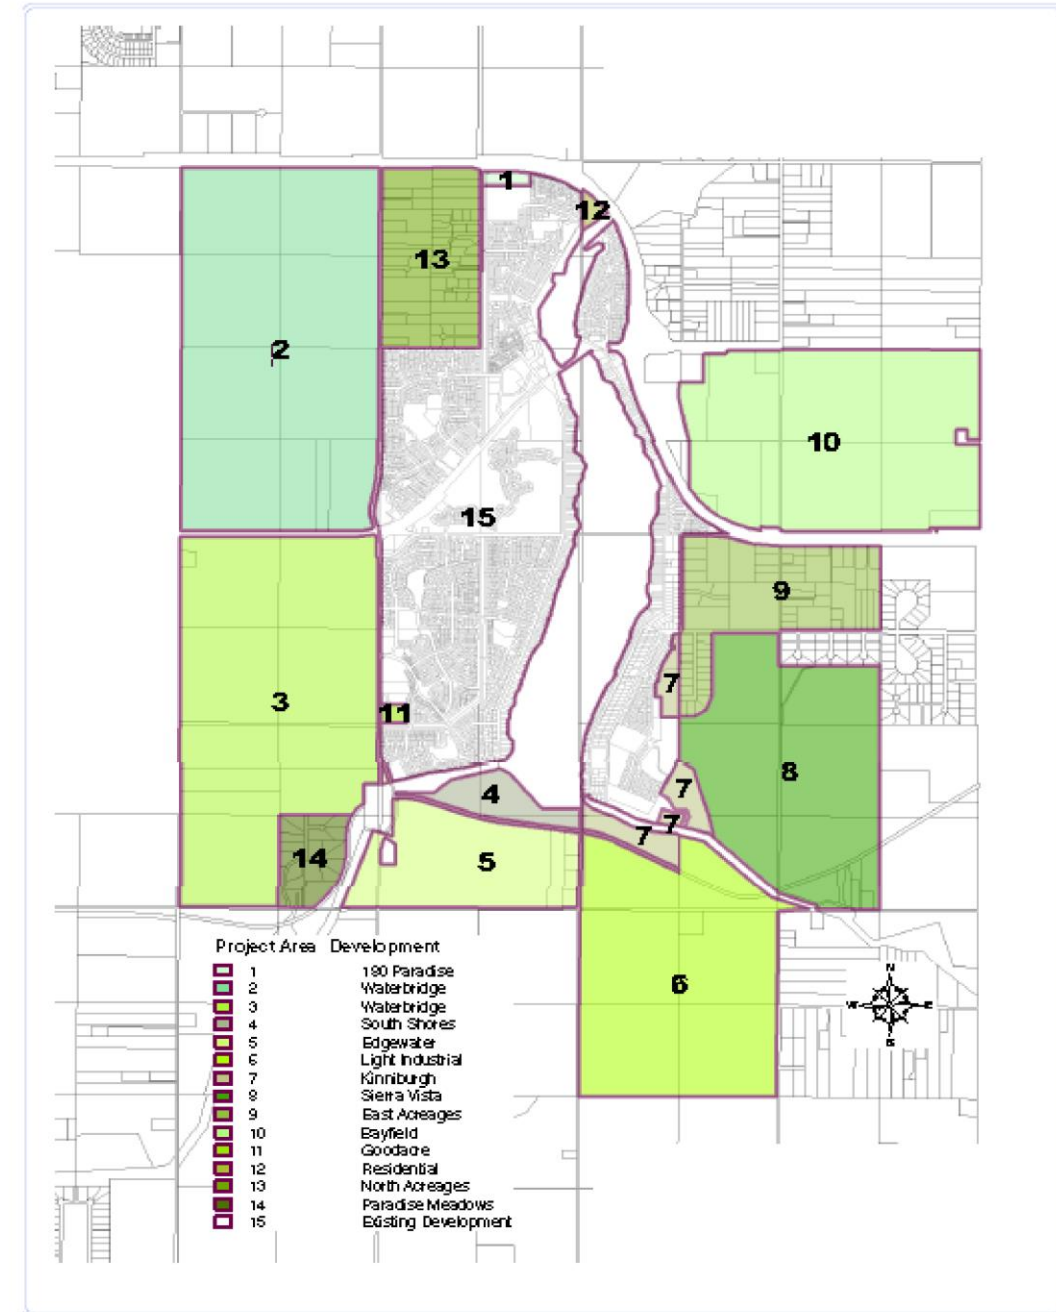 1
12
13
2
10
15
9
7
3
11
8
7
4
7
7
14
5
6
Project Area Development
1 190 Paradise
2 Waterbridge
3 Waterbridge
4 South Shores
5 Edgewater
6 Light Industrial
7 Kinniburgh
8 Sierra Vista
9 East Acreages
10 Bayfield
11 Goodacre
12 Residential
13 North Acreages
14 Paradise Meadows
15 Existing Development
N
W E
S